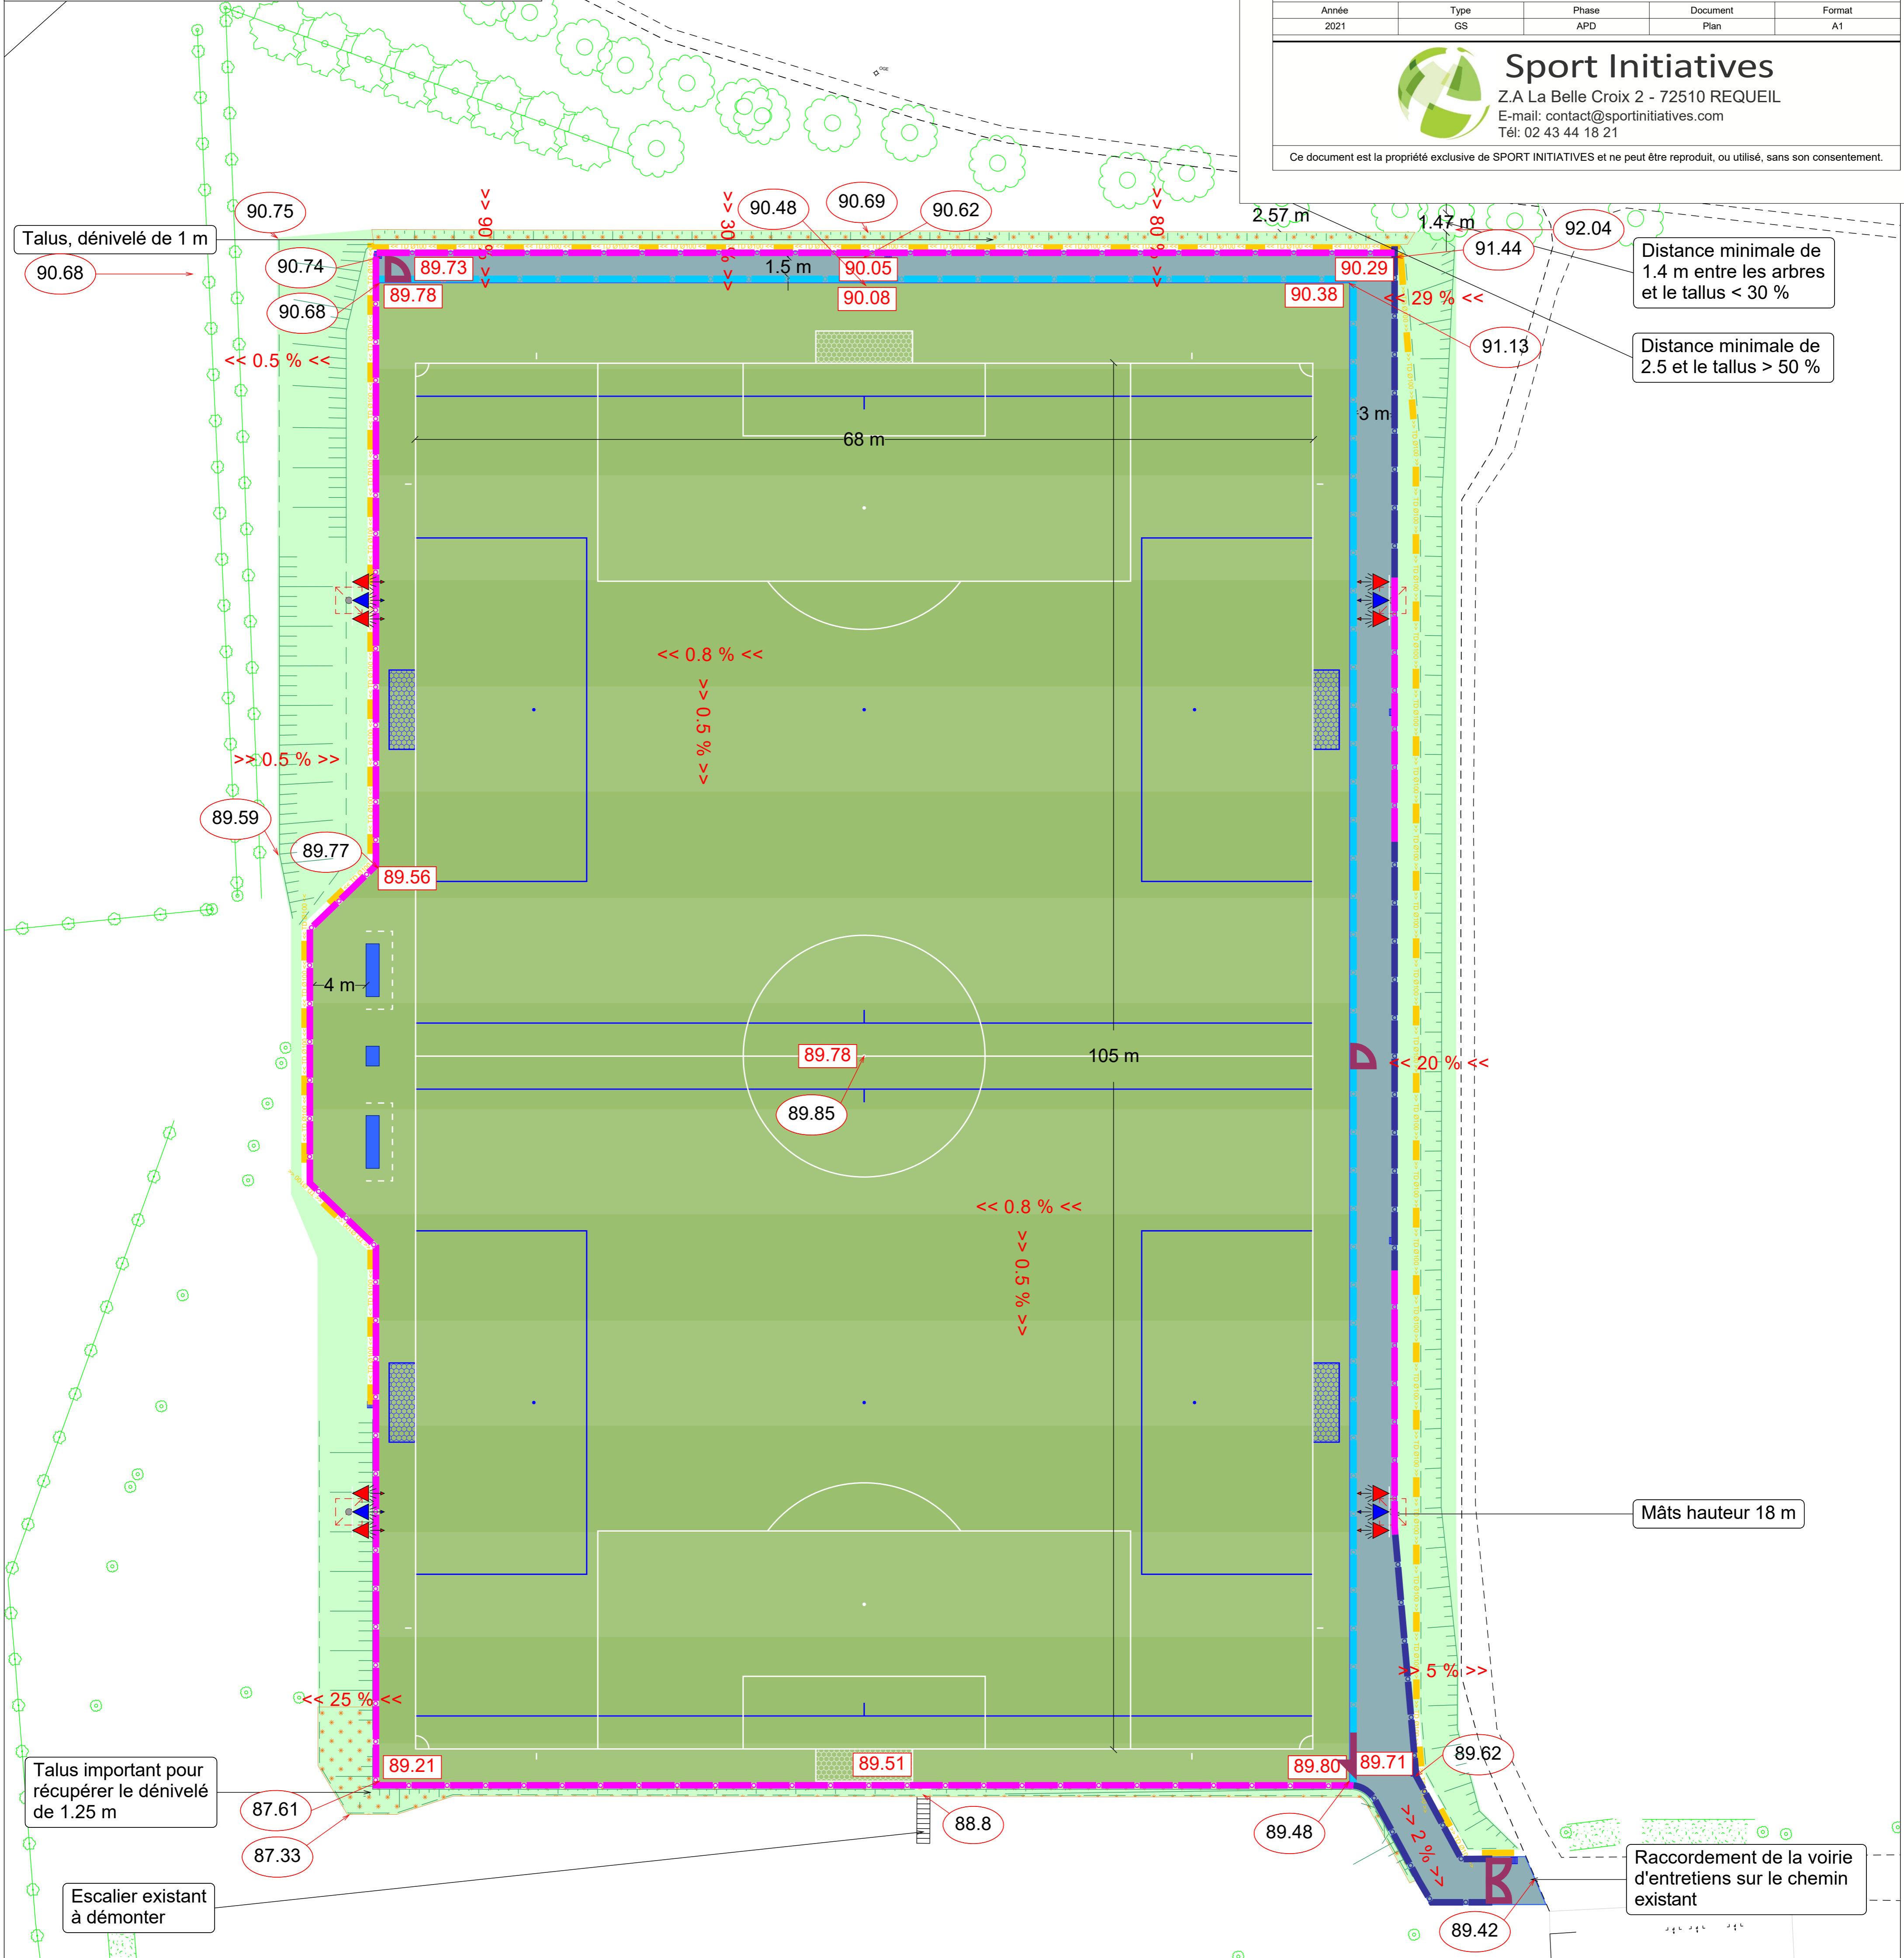 Année Type Phase Document Format
2021 GS APD Plan A1
Sport Initiatives
Z.A La Belle Croix 2 - 72510 REQUEIL
E-mail: contact@sportinitiatives.com
Tél: 02 43 44 18 21
Ce document est la propriété exclusive de SPORT INITIATIVES et ne peut être reproduit, ou utilisé, sans son consentement.
OGE
90.75
>> 90 % <<
>> 30 % <<
90.48
90.69
90.62
>> 80 % <<
2.57 m
1.47 m
92.04
Talus, dénivelé de 1 m
91.44
Distance minimale de
1.4 m entre les arbres
et le tallus < 30 %
90.68
90.74
89.73
1.5 m
90.05
90.29
90.68
89.78
90.08
90.38
<< 29 % <<
91.13
Distance minimale de
2.5 et le tallus > 50 %
<< 0.5 % <<
3 m
68 m
<< 0.8 % <<
>> 0.5 % >>
>> 0.5 % >>
89.59
89.77
89.56
4 m
89.78
105 m
<< 20 % <<
89.85
<< 0.8 % <<
>> 0.5 % >>
Mâts hauteur 18 m
>> 5 % >>
<< 25 % <<
89.21
89.51
89.80
89.71
89.62
Talus important pour
récupérer le dénivelé
de 1.25 m
87.61
88.8
89.48
>> 2 % >>
87.33
Escalier existant
à démonter
Raccordement de la voirie
d'entretiens sur le chemin
existant
89.42